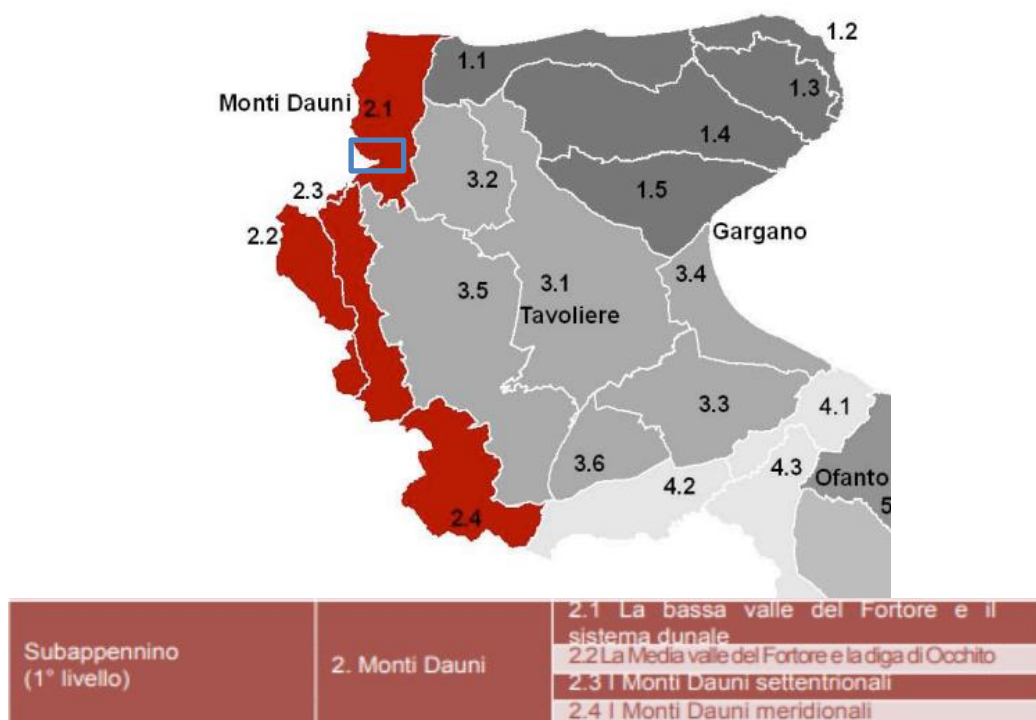 1.2
1.1
1.3
Monti Dauni
2.1
1.4
3.2
2.3
1.5
2.2
Gargano
3.4
3.1
3.5
Tavoliere
3.3
4.1
3.6
4.3
4.2
Ofanto
5
2.4
Subappennino
(1° livello)
2. Monti Dauni
2.1 La bassa valle del Fortore e il
sistema dunale
2.2 La Media valle del Fortore e la diga di Occhito
2.3 I Monti Dauni settentrionali
2.4 I Monti Dauni meridionali